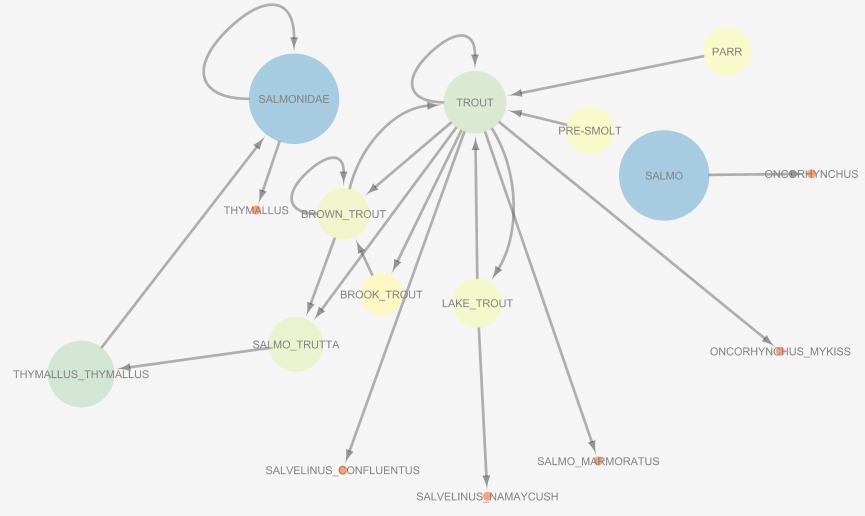 PARR
SALMONIDAE
TROUT
PRE-SMOLT
SALMO
ONCORHYNCHUS
THYMALLUS
BROWN_TROUT
BROOK_TROUT
LAKE_TROUT
SALMO_TRUTTA
ONCORHYNCHUS_MYKISS
THYMALLUS_THYMALLUS
SALMO_MARMORATUS
SALVELINUS_CONFLUENTUS
SALVELINUS_NAMAYCUSH